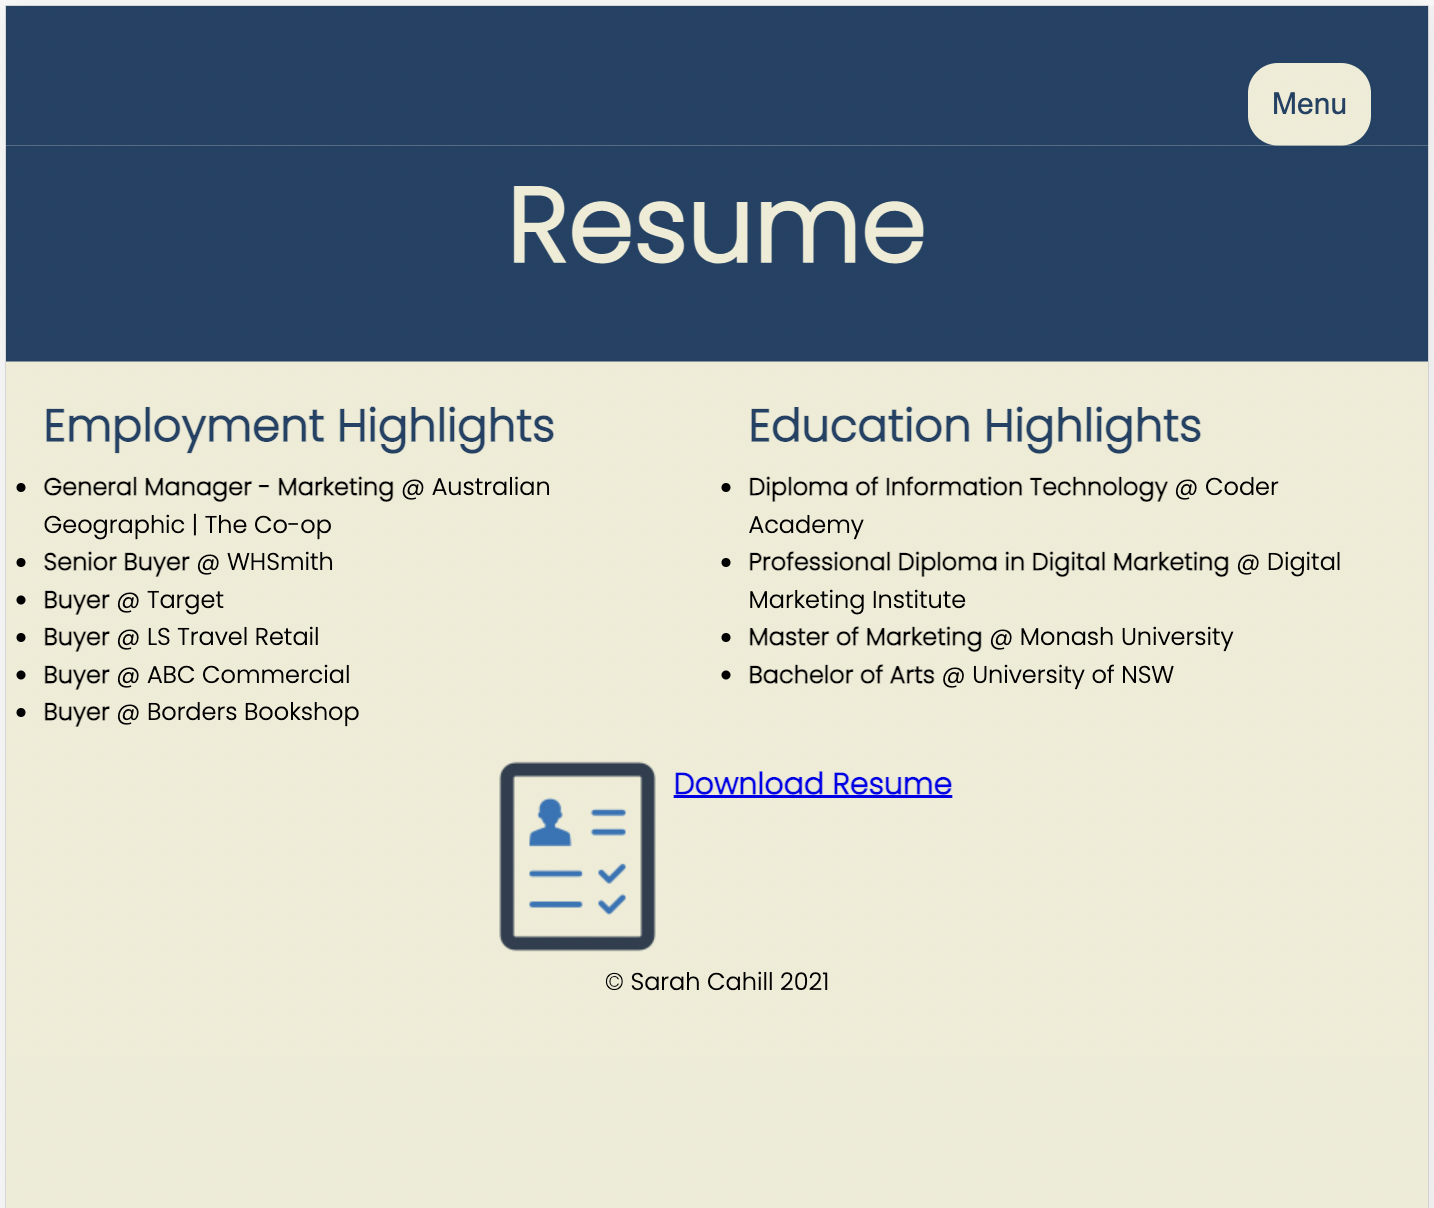 Menu
Resume
Employment Highlights
General Manager - Marketing @ Australian
Geographic | The Co-op
Senior Buyer @ WHSmith
Buyer @ Target
Buyer @ LS Travel Retail
Buyer @ ABC Commercial
Buyer @ Borders Bookshop
Education Highlights
Diploma of Information Technology @ Coder
Academy
Professional Diploma in Digital Marketing @ Digital
Marketing Institute
Master of Marketing @ Monash University
Bachelor of Arts @ University of NSW
Download Resume
© Sarah Cahill 2021